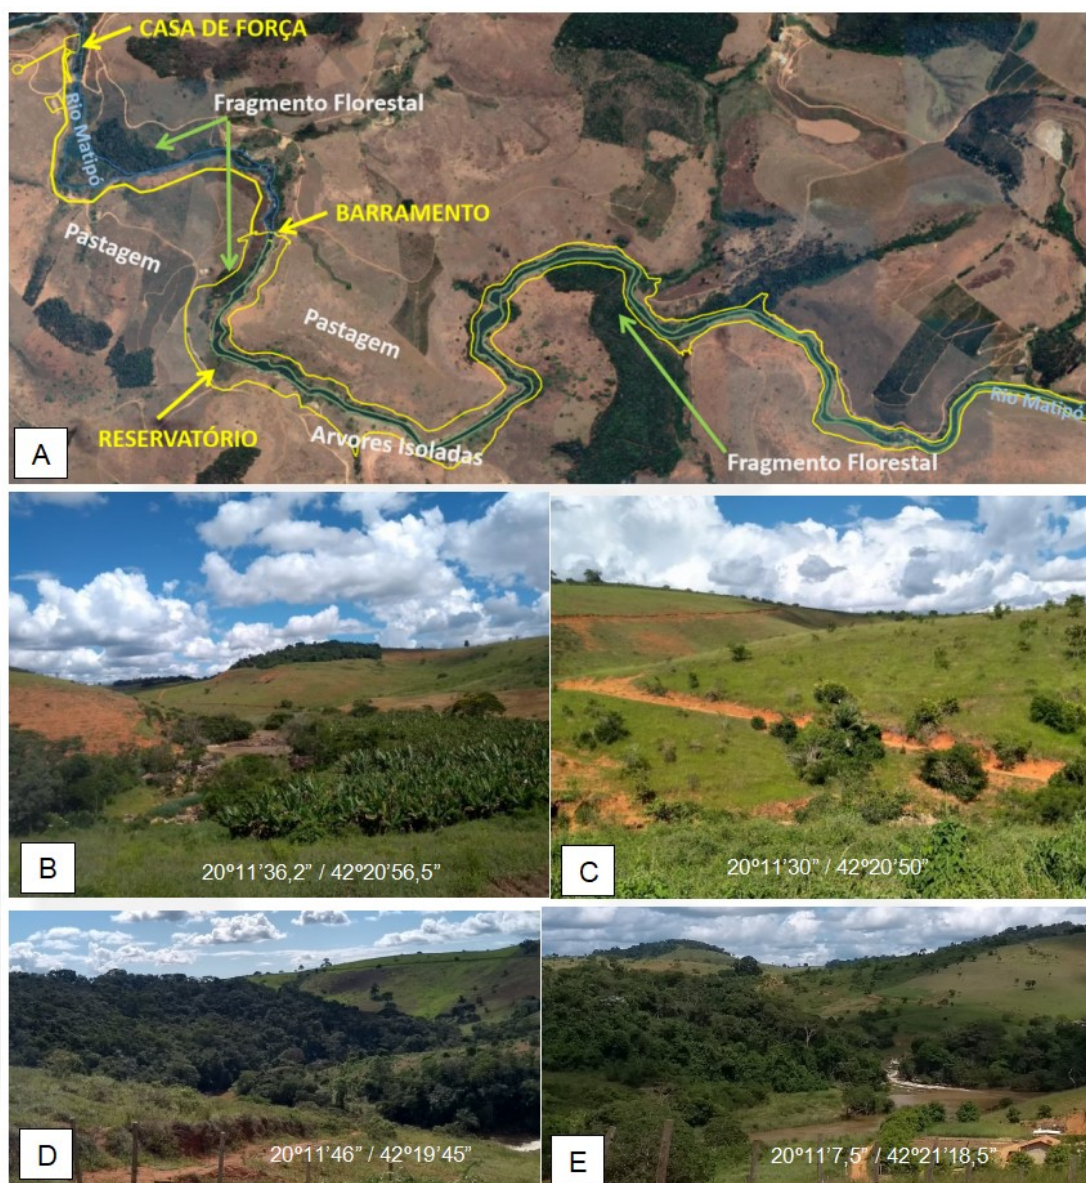 CASA DE FORÇA
Fragmento Florestal
Rio Matipó
BARRAMENTO
Pastagem
Pastagem
RESERVATÓRIO
Arvores Isoladas
Rio Matipó
Fragmento Florestal
A
B
20º11’36,2” / 42º20’56,5”
C
20º11’30” / 42º20’50”
D
20º11’46” / 42º19’45”
E
20º11’7,5” / 42º21’18,5”